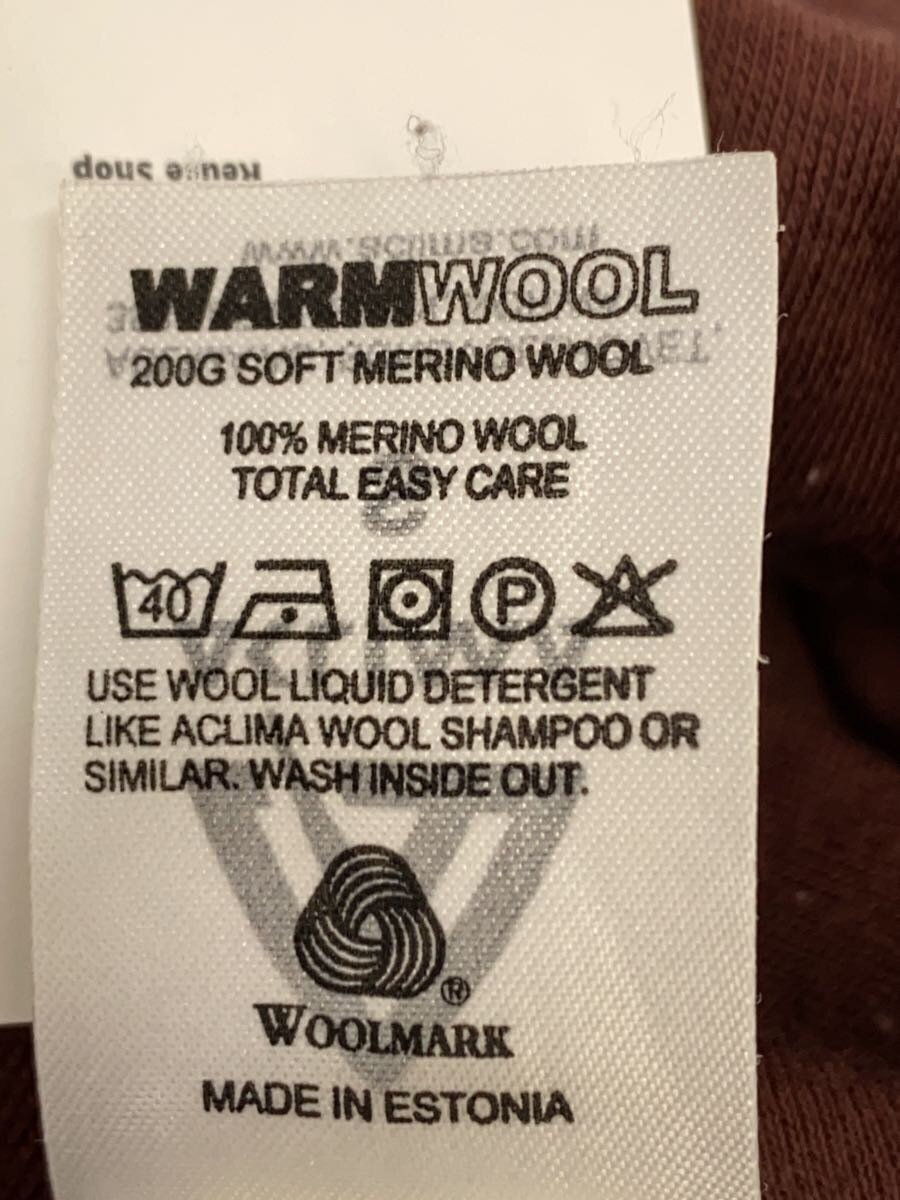 WARMWOOL
200G SOFT MERINO WOOL
100% MERINO WOOL
TOTAL EASY CARE
40 P
USE WOOL LIQUID DETERGENT
LIKE ACLIMA WOOL SHAMPOO OR
SIMILAR. WASH INSIDE OUT.
®
WOOLMARK
MADE IN ESTONIA